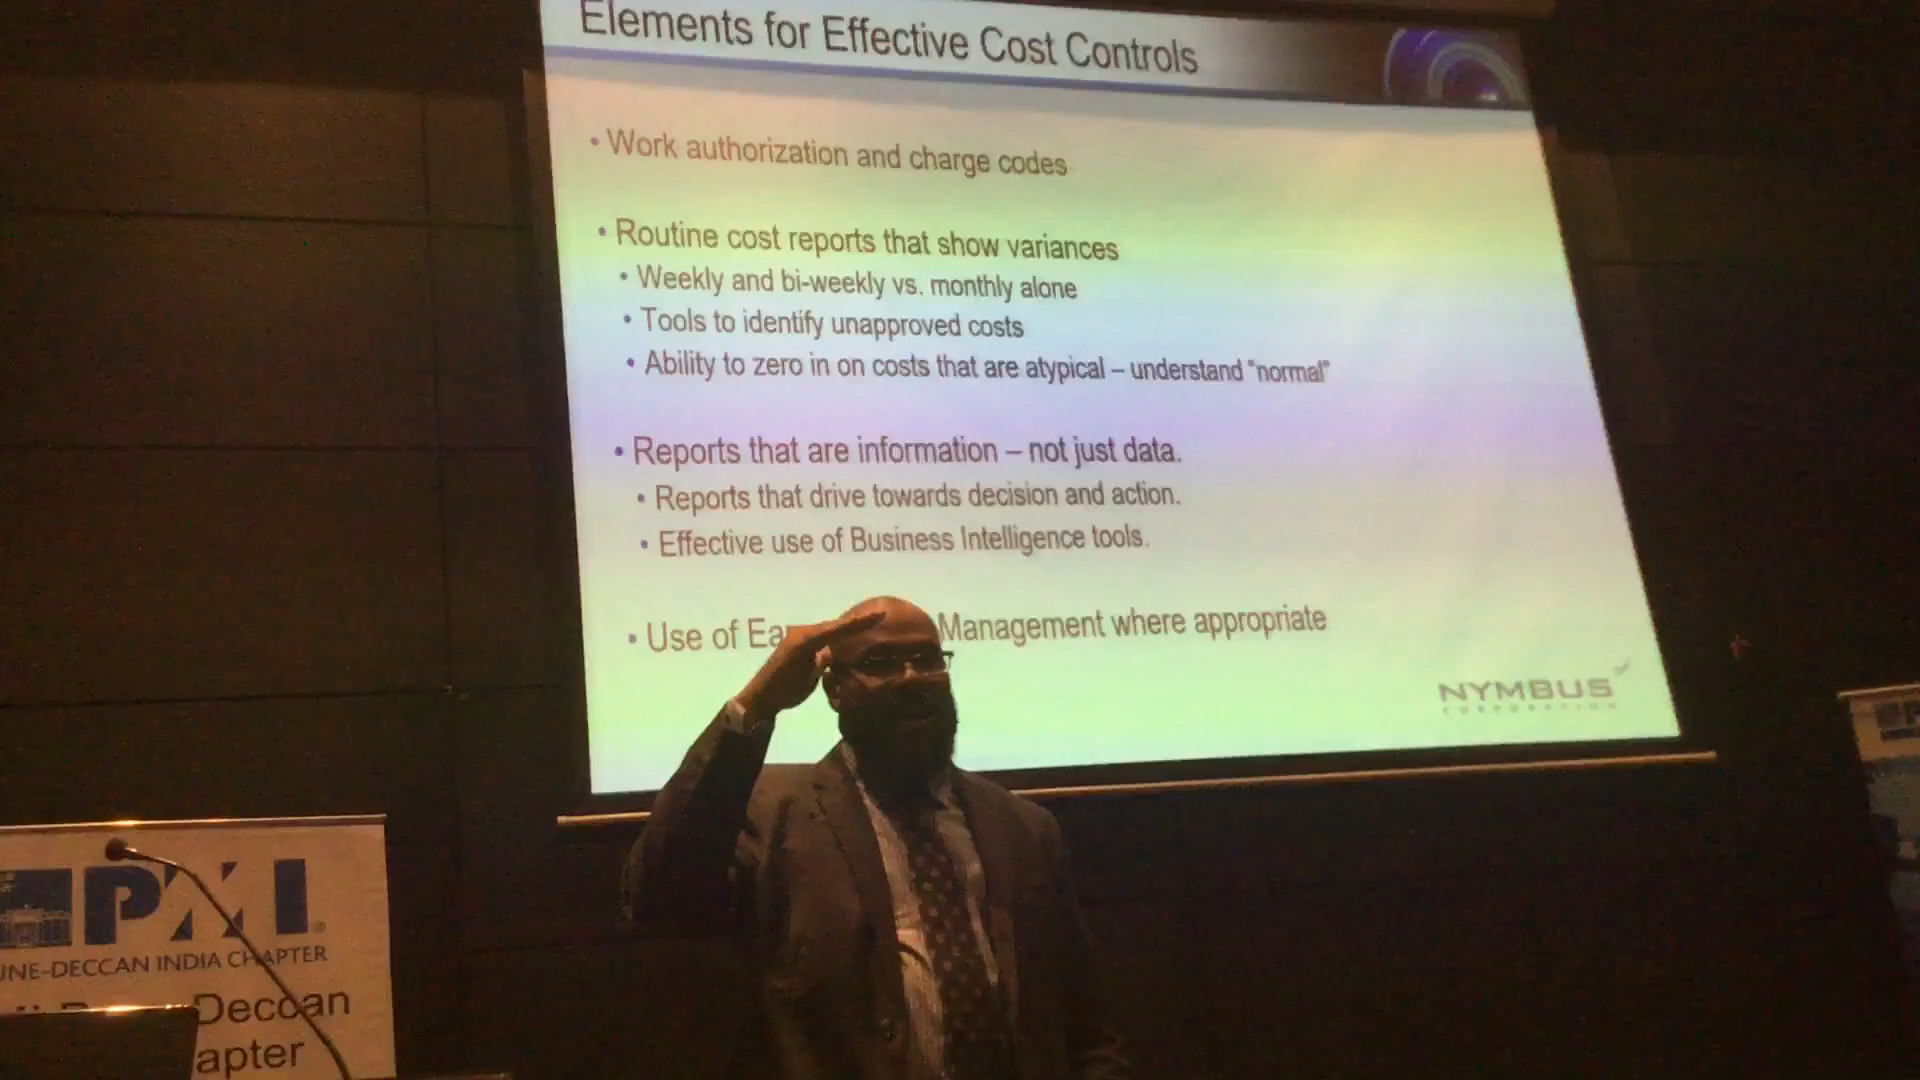 Elements for Effective Cost Controls
• Work authorization and charge codes
• Routine cost reports that show variances
• Weekly and bi-weekly vs. monthly alone
• Tools to identify unapproved costs
• Ability to zero in on costs that are atypical – understand "normal"
• Reports that are information – not just data.
• Reports that drive towards decision and action.
• Effective use of Business Intelligence tools.
• Use of Ea Management where appropriate
NYMBUS
CORPORATION
PMI
UNE-DECCAN INDIA CHAPTER
Deccan
apter